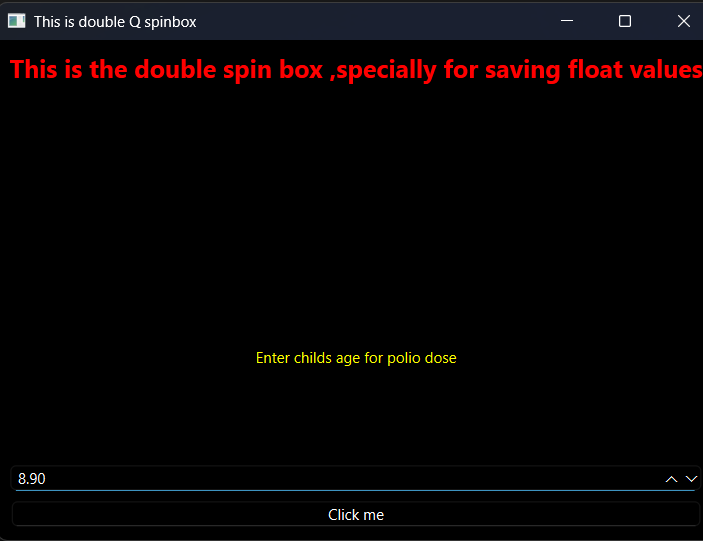 This is double Q spinbox
This is the double spin box ,specially for saving float values
Enter childs age for polio dose
8.90
Click me